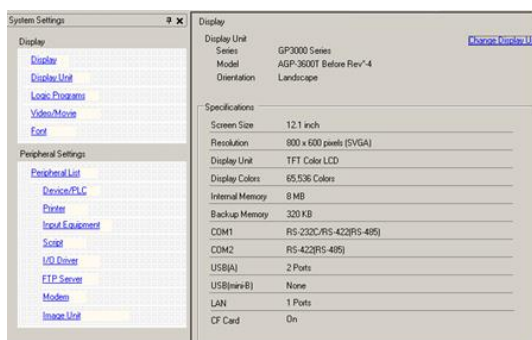 System Settings
Display
Display
Display Unit
Logic Programs
Video/Movie
Font
Peripheral Settings
Peripheral List
Device/PLC
Printer
Input Equipment
Script
I/O Driver
FTP Server
Modem
Image Unit
Display
Display Unit
Change Display U
Series GP3000 Series
Model AGP-3600T Before Rev*-4
Orientation Landscape
Specifications
Screen Size 12.1 inch
Resolution 800 x 600 pixels (SVGA)
Display Unit TFT Color LCD
Display Colors 65,536 Colors
Internal Memory 8 MB
Backup Memory 320 KB
COM1 RS-232C/RS-422(RS-485)
COM2 RS-422(RS-485)
USB(A) 2 Ports
USB(mini-B) None
LAN 1 Ports
CF Card On